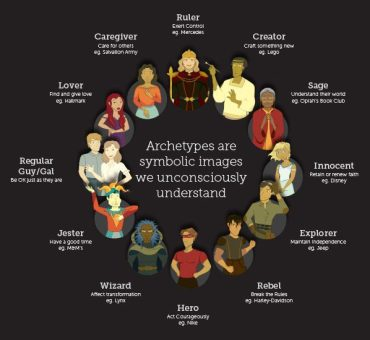 Ruler
Exert Control
eg. Mercedes
Creator
Craft something new
eg. Lego
Sage
Understand their world
eg. Oprah's Book Club
Innocent
Retain or renew faith
eg. Disney
Explorer
Maintain Independence
eg. Jeep
Rebel
Break the Rules
eg. Harley-Davidson
Hero
Act Courageously
eg. Nike
Wizard
Affect transformation
eg. Lynx
Jester
Have a good time
eg. M&M's
Regular
Guy/Gal
Be OK just as they are
Lover
Find and give love
eg. Hallmark
Caregiver
Care for others
eg. Salvation Army
Archetypes are
symbolic images
we unconsciously
understand